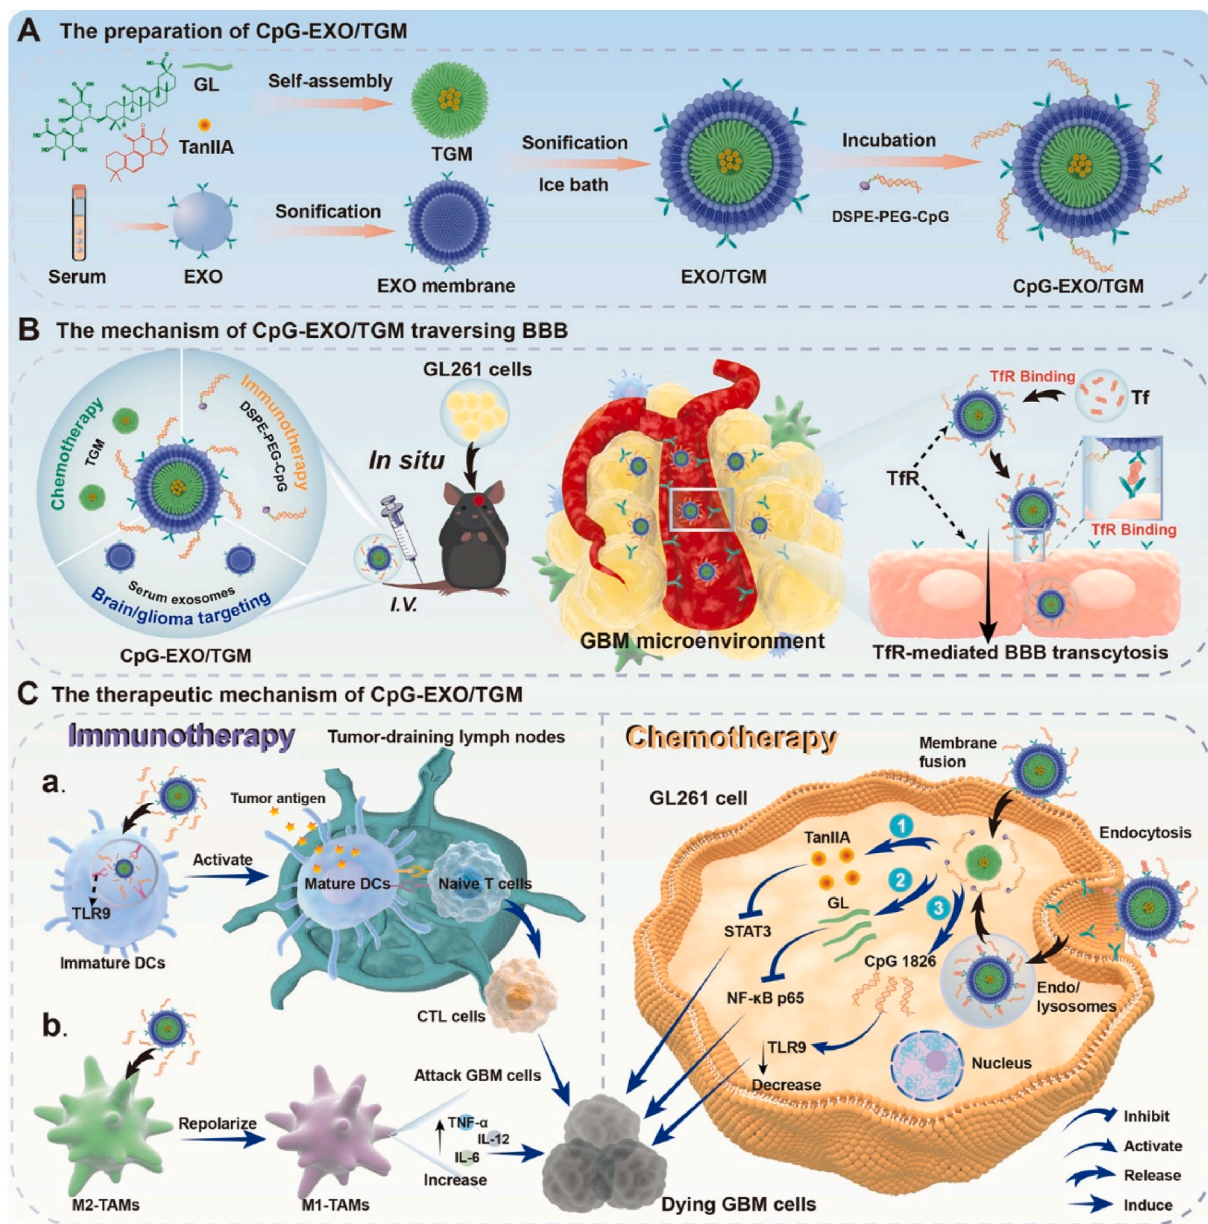 A The preparation of CpG-EXO/TGM
GL
TanIIA
Self-assembly
TGM
Serum
EXO
Sonification
EXO membrane
Sonification
Ice bath
EXO/TGM
Incubation
DSPE-PEG-CpG
CpG-EXO/TGM
B The mechanism of CpG-EXO/TGM traversing BBB
Chemotherapy
TGM
Immunotherapy
DSPE-PEG-CpG
Serum exosomes
Brain/glioma targeting
CpG-EXO/TGM
GL261 cells
In situ
I.V.
GBM microenvironment
TfR Binding
Tf
TfR
TfR Binding
TfR-mediated BBB transcytosis
C The therapeutic mechanism of CpG-EXO/TGM
Immunotherapy
Tumor-draining lymph nodes
a.
Tumor antigen
Activate
TLR9
Immature DCs
Mature DCs
Naive T cells
CTL cells
b.
Repolarize
M2-TAMs
M1-TAMs
Attack GBM cells
TNF-α
IL-12
IL-6
Increase
Dying GBM cells
Chemotherapy
Membrane
fusion
GL261 cell
Endocytosis
1
TanIIA
2
GL
3
STAT3
CpG 1826
NF-κB p65
Endo/
lysosomes
TLR9
Decrease
Nucleus
Inhibit
Activate
Release
Induce